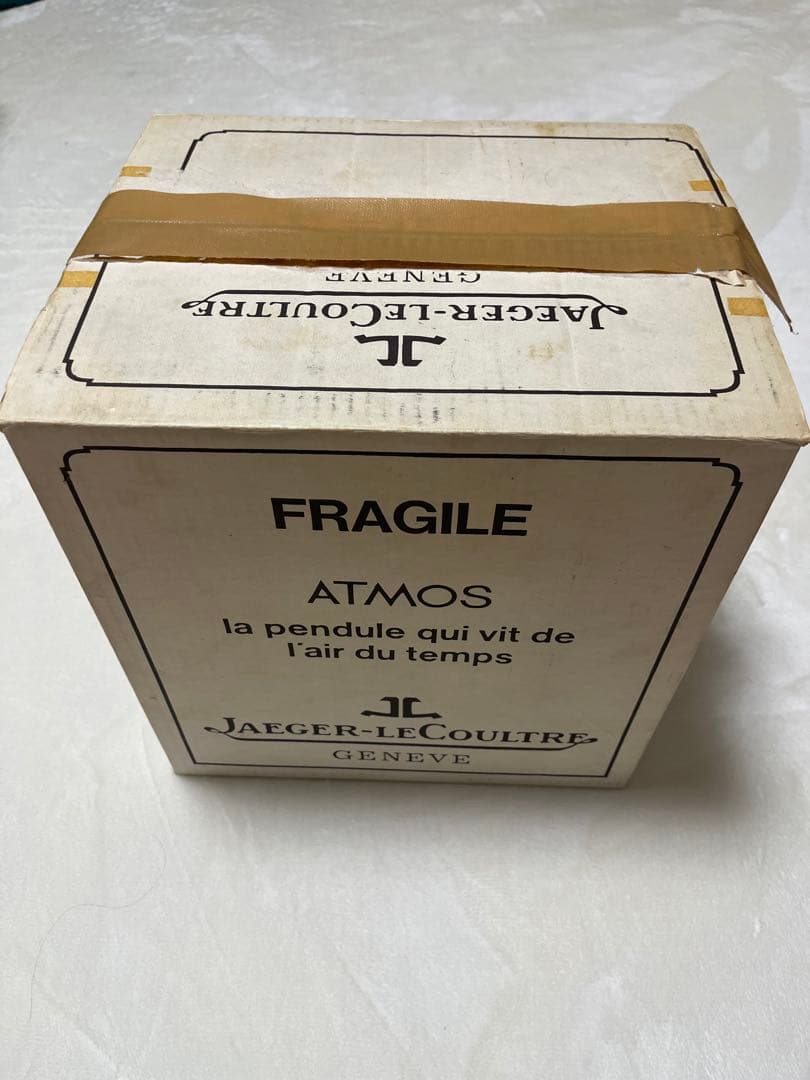 GENEVE
JAEGER-LECOULTRE
FRAGILE
ATMOS
la pendule qui vit de
l'air du temps
JAEGER-LECOULTRE
GENEVE